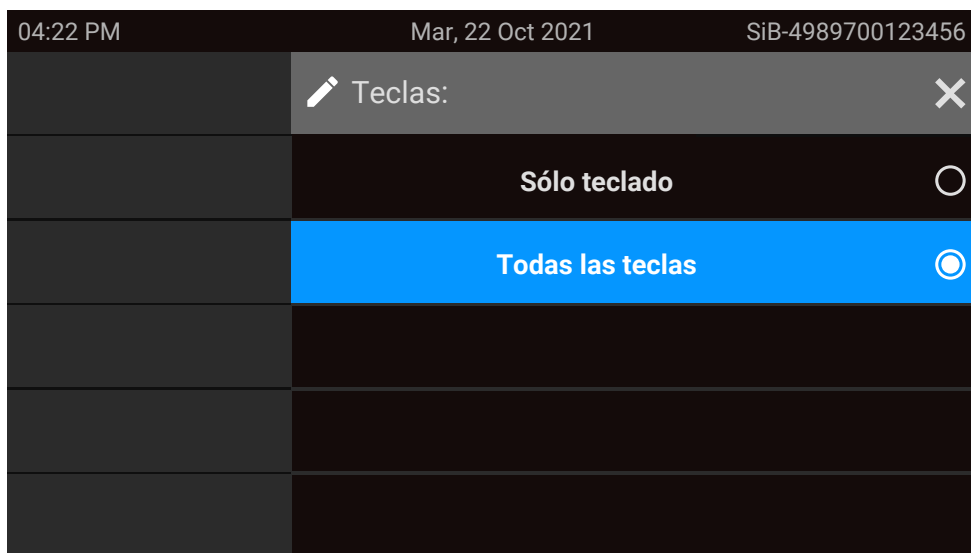 04:22 PM Mar, 22 Oct 2021 SiB-4989700123456
Teclas:
Sólo teclado
Todas las teclas